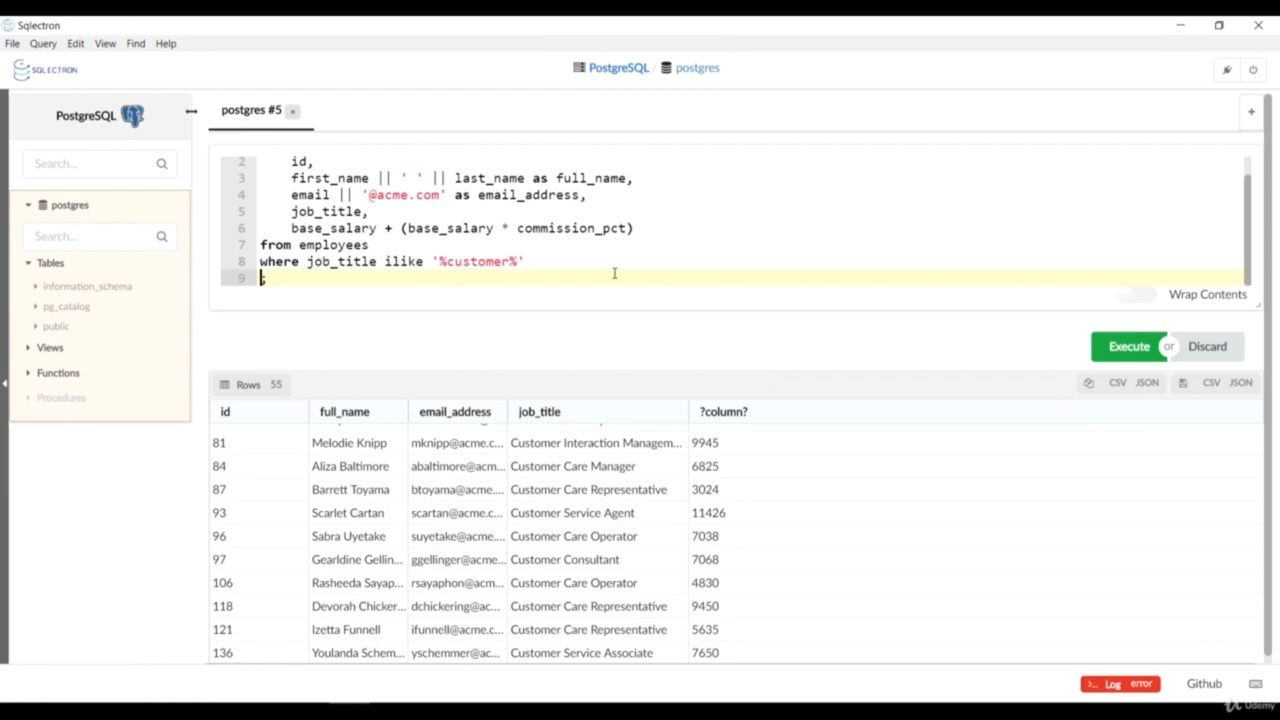 Sqlectron
File Query Edit View Find Help
SQLECTRON
PostgreSQL / postgres
PostgreSQL
postgres #5 ×
+
Search...
postgres
Search...
Tables
information_schema
pg_catalog
public
Views
Functions
Procedures
2 id,
3 first_name || ' ' || last_name as full_name,
4 email || '@acme.com' as email_address,
5 job_title,
6 base_salary + (base_salary * commission_pct)
7 from employees
8 where job_title ilike '%customer%'
9 ;
Wrap Contents
Execute or Discard
Rows 55
CSV JSON CSV JSON
id full_name email_address job_title ?column?
81 Melodie Knipp mknipp@acme.c... Customer Interaction Managem... 9945
84 Aliza Baltimore abaltimore@acm... Customer Care Manager 6825
87 Barrett Toyama btoyama@acme.... Customer Care Representative 3024
93 Scarlet Cartan scartan@acme.c... Customer Service Agent 11426
96 Sabra Uyetake suyetake@acme.... Customer Care Operator 7038
97 Gearldine Gellin... ggellinger@acme... Customer Consultant 7068
106 Rasheeda Sayap... rsayaphon@acm... Customer Care Operator 4830
118 Devorah Chicker... dchickering@ac... Customer Care Representative 9450
121 Izetta Funnell ifunnell@acme.c... Customer Care Representative 5635
136 Youlanda Schem... yschemmer@ac... Customer Service Associate 7650
>_ Log error
Github
Udemy